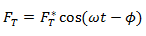 F_T = F_T^* cos(ωt − ϕ)